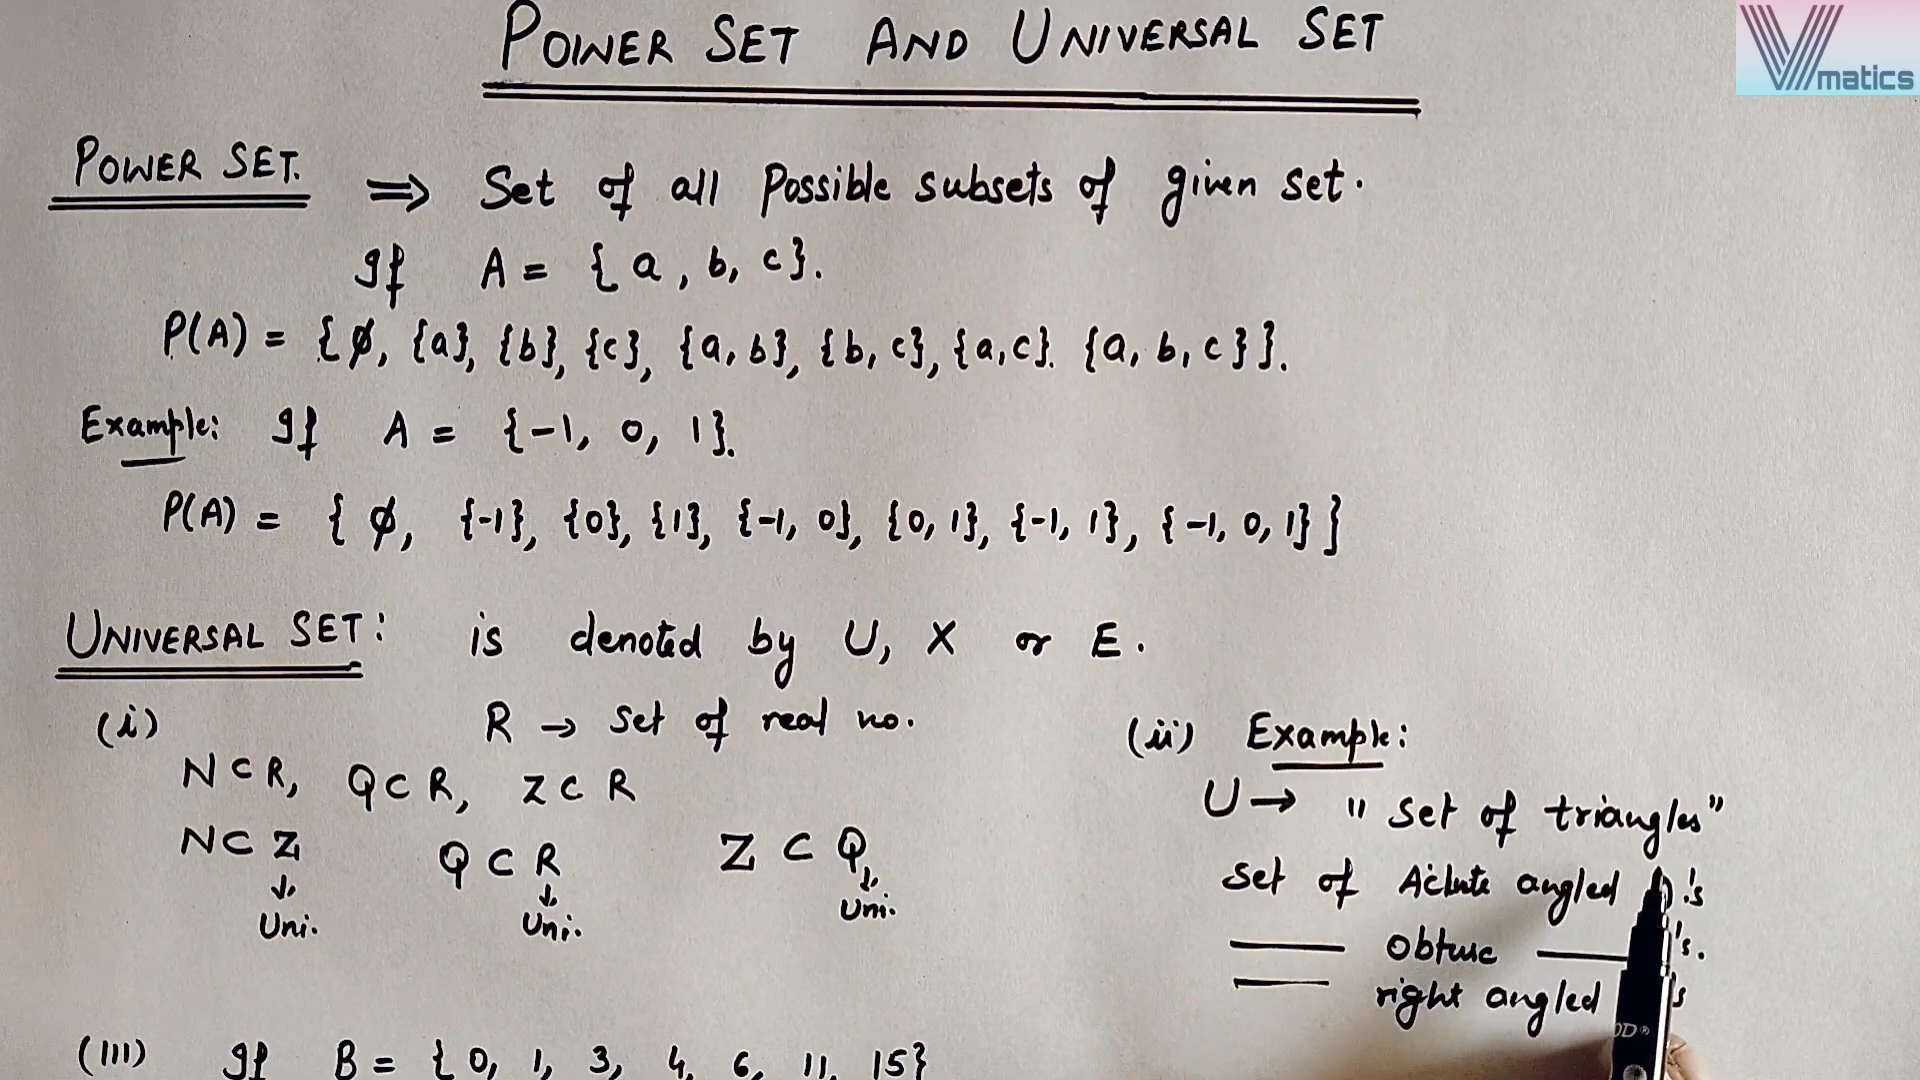 POWER SET AND UNIVERSAL SET
Vmatics
POWER SET. ⇒ Set of all Possible subsets of given set.
If A = {a, b, c}.
P(A) = {ϕ, {a}, {b}, {c}, {a, b}, {b, c}, {a,c}. {a, b, c}}.
Example: If A = {-1, 0, 1}.
P(A) = {ϕ, {-1}, {0}, {1}, {-1, 0}, {0, 1}, {-1, 1}, {-1, 0, 1}}
UNIVERSAL SET: is denoted by U, X or E.
(i) R → set of real no.
N ⊂ R, Q ⊂ R, Z ⊂ R
N ⊂ Z Q ⊂ R Z ⊂ Q
↓ ↓ ↓
Uni. Uni. Uni.
(ii) Example:
U → "set of triangles"
set of Acute angled 's
—— obtuse —— 's.
—— right angled 's
(III) If B = {0, 1, 3, 4, 6, 11, 15}